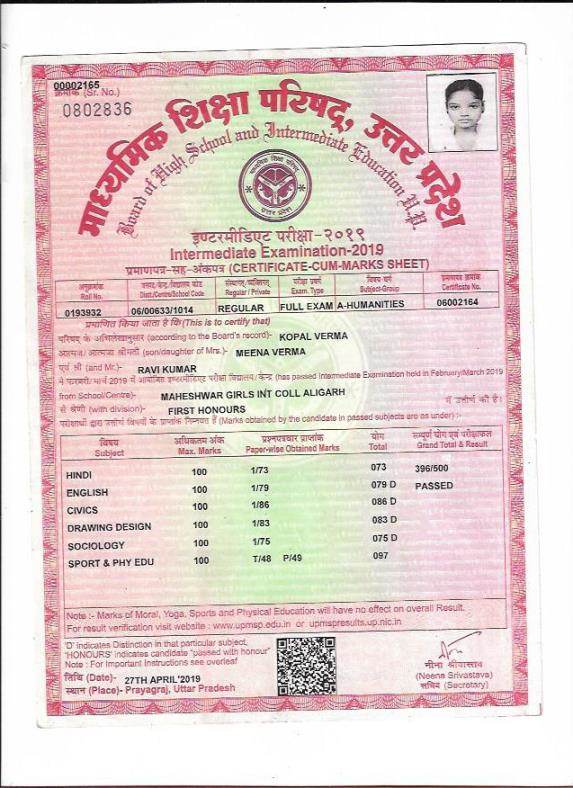 00002165
क्रमांक (Sr. No.)
0802836
माध्यमिक शिक्षा परिषद्, उत्तर प्रदेश
Board of High School and Intermediate Education U.P.
माध्यमिक शिक्षा परिषद्
उत्तर प्रदेश
इण्टरमीडिएट परीक्षा-२०१९
Intermediate Examination-2019
प्रमाणपत्र-सह-अंकपत्र (CERTIFICATE-CUM-MARKS SHEET)
अनुक्रमांक जनपद/केन्द्र/विद्यालय कोड संस्थागत/व्यक्तिगत परीक्षा प्रकार विषय वर्ग प्रमाणपत्र क्रमांक
Roll No. Dist./Centre/School Code Regular / Private Exam. Type Subject-Group Certificate No.
0193932 06/00633/1014 REGULAR FULL EXAM A-HUMANITIES 06002164
प्रमाणित किया जाता है कि(This is to certify that)
परिषद् के अभिलेखानुसार (according to the Board's record)- KOPAL VERMA
आत्मज/आत्मजा श्रीमती (son/daughter of Mrs.)- MEENA VERMA
एवं श्री (and Mr.)- RAVI KUMAR
ने फरवरी/मार्च 2019 में आयोजित इण्टरमीडिएट परीक्षा विद्यालय/केन्द्र (has passed Intermediate Examination held in February/March 2019
from School/Centre)- MAHESHWAR GIRLS INT COLL ALIGARH
से श्रेणी (with division)- FIRST HONOURS में उत्तीर्ण की है।
परीक्षार्थी द्वारा उत्तीर्ण विषयों के प्राप्तांक निम्नवत हैं (Marks obtained by the candidate in passed subjects are as under) :-
विषय अधिकतम अंक प्रश्नपत्रवार प्राप्तांक योग सम्पूर्ण योग एवं परीक्षाफल
Subject Max. Marks Paper-wise Obtained Marks Total Grand Total & Result
HINDI 100 1/73 073 396/500
ENGLISH 100 1/79 079 D PASSED
CIVICS 100 1/86 086 D
DRAWING DESIGN 100 1/83 083 D
SOCIOLOGY 100 1/75 075 D
SPORT & PHY EDU 100 T/48 P/49 097
Note :- Marks of Moral, Yoga, Sports and Physical Education will have no effect on overall Result.
For result verification visit website : www.upmsp.edu.in or upmspresults.up.nic.in
'D' indicates Distinction in that particular subject.
'HONOURS' indicates candidate "passed with honour"
Note : For Important Instructions see overleaf
तिथि (Date)- 27TH APRIL'2019
स्थान (Place)- Prayagraj, Uttar Pradesh
नीना श्रीवास्तव
(Neena Srivastava)
सचिव (Secretary)